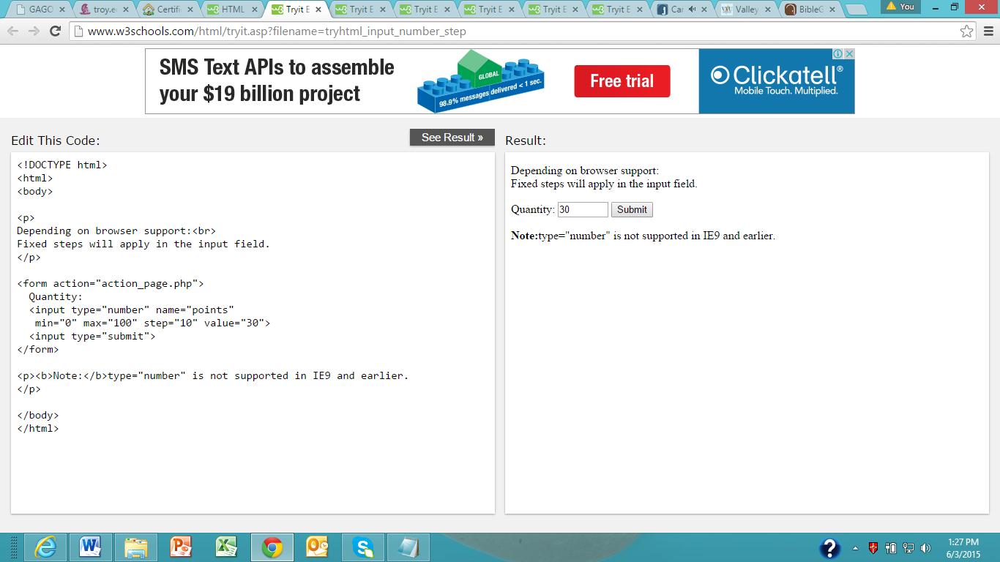 GAGO
troy.e
Certifi
HTML
Tryit E
Tryit E
Tryit E
Tryit E
Tryit E
Tryit E
Car
Valley
BibleG
You
www.w3schools.com/html/tryit.asp?filename=tryhtml_input_number_step
SMS Text APIs to assemble
your $19 billion project
GLOBAL
98.9% messages delivered < 1 sec.
Free trial
Clickatell®
Mobile Touch. Multiplied.
Edit This Code:
See Result »
<!DOCTYPE html>
<html>
<body>
<p>
Depending on browser support:<br>
Fixed steps will apply in the input field.
</p>
<form action="action_page.php">
Quantity:
<input type="number" name="points"
min="0" max="100" step="10" value="30">
<input type="submit">
</form>
<p><b>Note:</b>type="number" is not supported in IE9 and earlier.
</p>
</body>
</html>
Result:
Depending on browser support:
Fixed steps will apply in the input field.
Quantity: 30 Submit
Note:type="number" is not supported in IE9 and earlier.
1:27 PM
6/3/2015